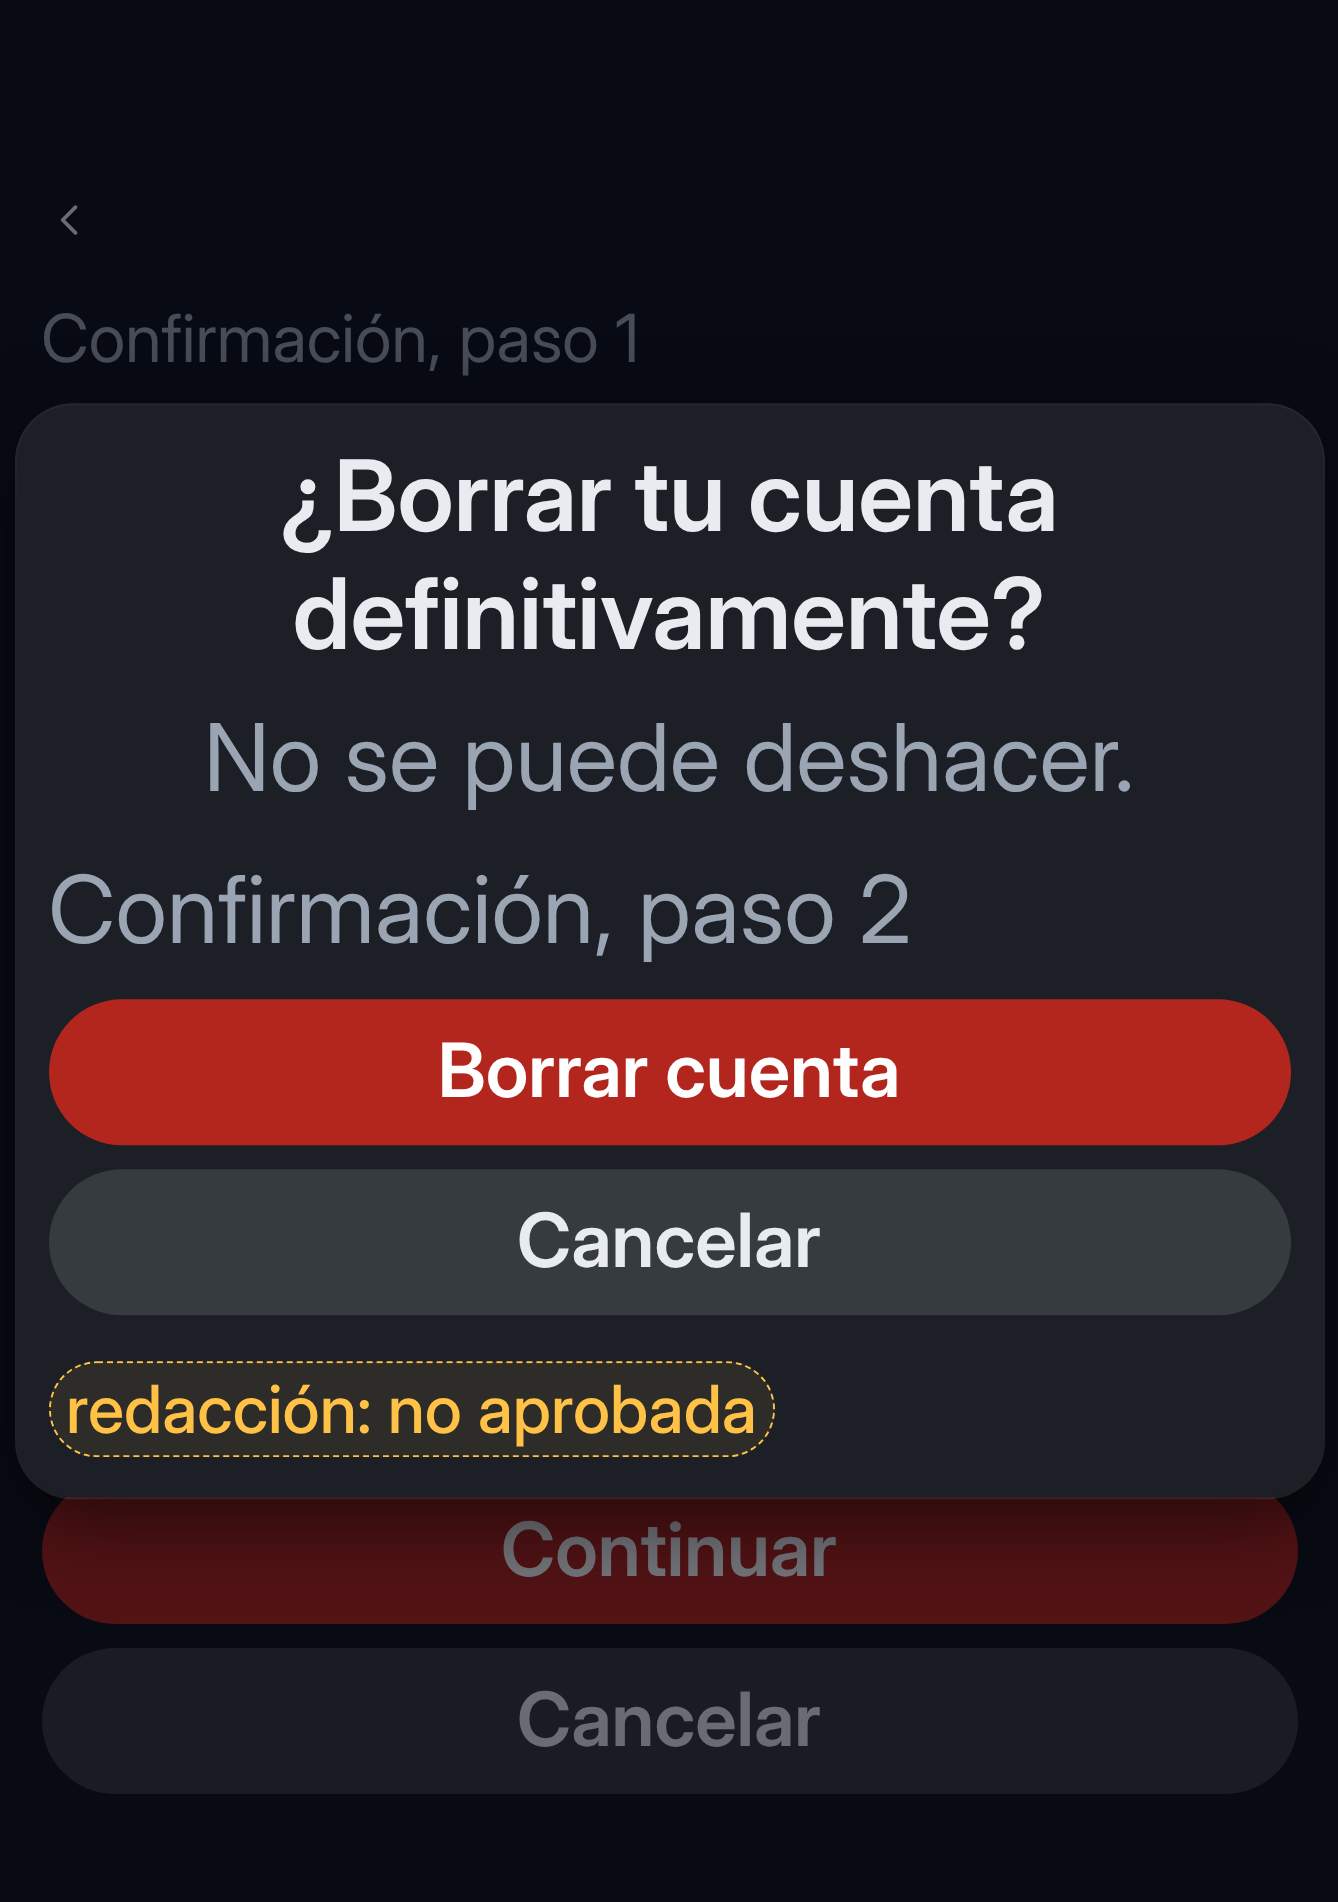 Confirmación, paso 1
¿Borrar tu cuenta
definitivamente?
No se puede deshacer.
Confirmación, paso 2
Borrar cuenta
Cancelar
redacción: no aprobada
Continuar
Cancelar